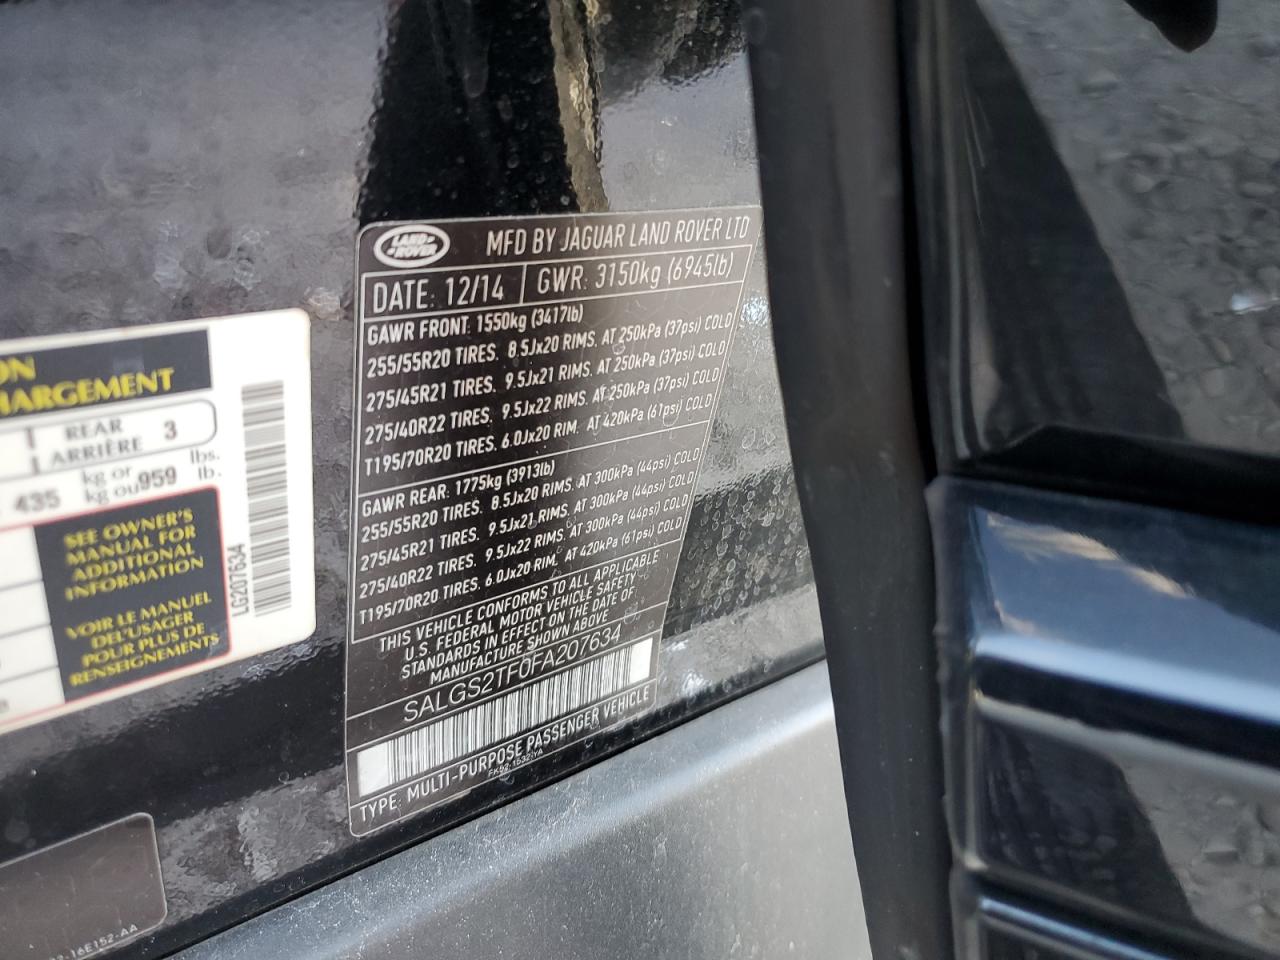 LAND
ROVER
MFD BY JAGUAR LAND ROVER LTD
DATE: 12/14 GWR: 3150kg (6945lb)
GAWR FRONT: 1550kg (3417lb)
255/55R20 TIRES. 8.5Jx20 RIMS. AT 250kPa (37psi) COLD
275/45R21 TIRES. 9.5Jx21 RIMS. AT 250kPa (37psi) COLD
275/40R22 TIRES. 9.5Jx22 RIMS. AT 250kPa (37psi) COLD
T195/70R20 TIRES. 6.0Jx20 RIM. AT 420kPa (61psi) COLD
GAWR REAR: 1775kg (3913lb)
255/55R20 TIRES. 8.5Jx20 RIMS. AT 300kPa (44psi) COLD
275/45R21 TIRES. 9.5Jx21 RIMS. AT 300kPa (44psi) COLD
275/40R22 TIRES. 9.5Jx22 RIMS. AT 300kPa (44psi) COLD
T195/70R20 TIRES. 6.0Jx20 RIM. AT 420kPa (61psi) COLD
THIS VEHICLE CONFORMS TO ALL APPLICABLE
U.S. FEDERAL MOTOR VEHICLE SAFETY
STANDARDS IN EFFECT ON THE DATE OF
MANUFACTURE SHOWN ABOVE
SALGS2TF0FA207634
TYPE: MULTI-PURPOSE PASSENGER VEHICLE
ON
HARGEMENT
REAR
ARRIÈRE 3
435 kg or
kg ou 959 lbs.
lb.
SEE OWNER'S
MANUAL FOR
ADDITIONAL
INFORMATION
VOIR LE MANUEL
DE L'USAGER
POUR PLUS DE
RENSEIGNEMENTS
LG207634
16E152-AA